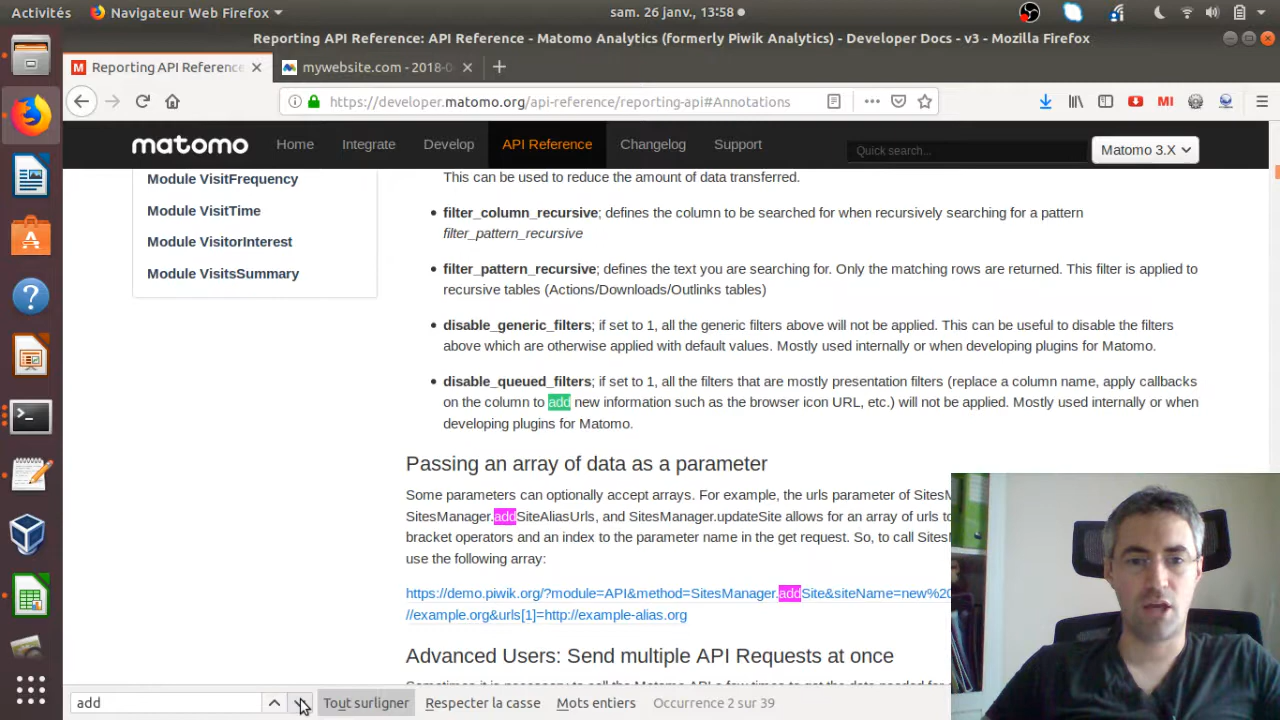 Activités
Navigateur Web Firefox
sam. 26 janv., 13:58
Reporting API Reference: API Reference - Matomo Analytics (formerly Piwik Analytics) - Developer Docs - v3 - Mozilla Firefox
Reporting API Reference
mywebsite.com - 2018-0
https://developer.matomo.org/api-reference/reporting-api#Annotations
MI
matomo
Home
Integrate
Develop
API Reference
Changelog
Support
Quick search...
Matomo 3.X
Module VisitFrequency
Module VisitTime
Module VisitorInterest
Module VisitsSummary
This can be used to reduce the amount of data transferred.
filter_column_recursive; defines the column to be searched for when recursively searching for a pattern
filter_pattern_recursive
filter_pattern_recursive; defines the text you are searching for. Only the matching rows are returned. This filter is applied to
recursive tables (Actions/Downloads/Outlinks tables)
disable_generic_filters; if set to 1, all the generic filters above will not be applied. This can be useful to disable the filters
above which are otherwise applied with default values. Mostly used internally or when developing plugins for Matomo.
disable_queued_filters; if set to 1, all the filters that are mostly presentation filters (replace a column name, apply callbacks
on the column to add new information such as the browser icon URL, etc.) will not be applied. Mostly used internally or when
developing plugins for Matomo.
Passing an array of data as a parameter
Some parameters can optionally accept arrays. For example, the urls parameter of SitesM
SitesManager.addSiteAliasUrls, and SitesManager.updateSite allows for an array of urls to
bracket operators and an index to the parameter name in the get request. So, to call SitesM
use the following array:
https://demo.piwik.org/?module=API&method=SitesManager.addSite&siteName=new%20
//example.org&urls[1]=http://example-alias.org
Advanced Users: Send multiple API Requests at once
add
Tout surligner
Respecter la casse
Mots entiers
Occurrence 2 sur 39